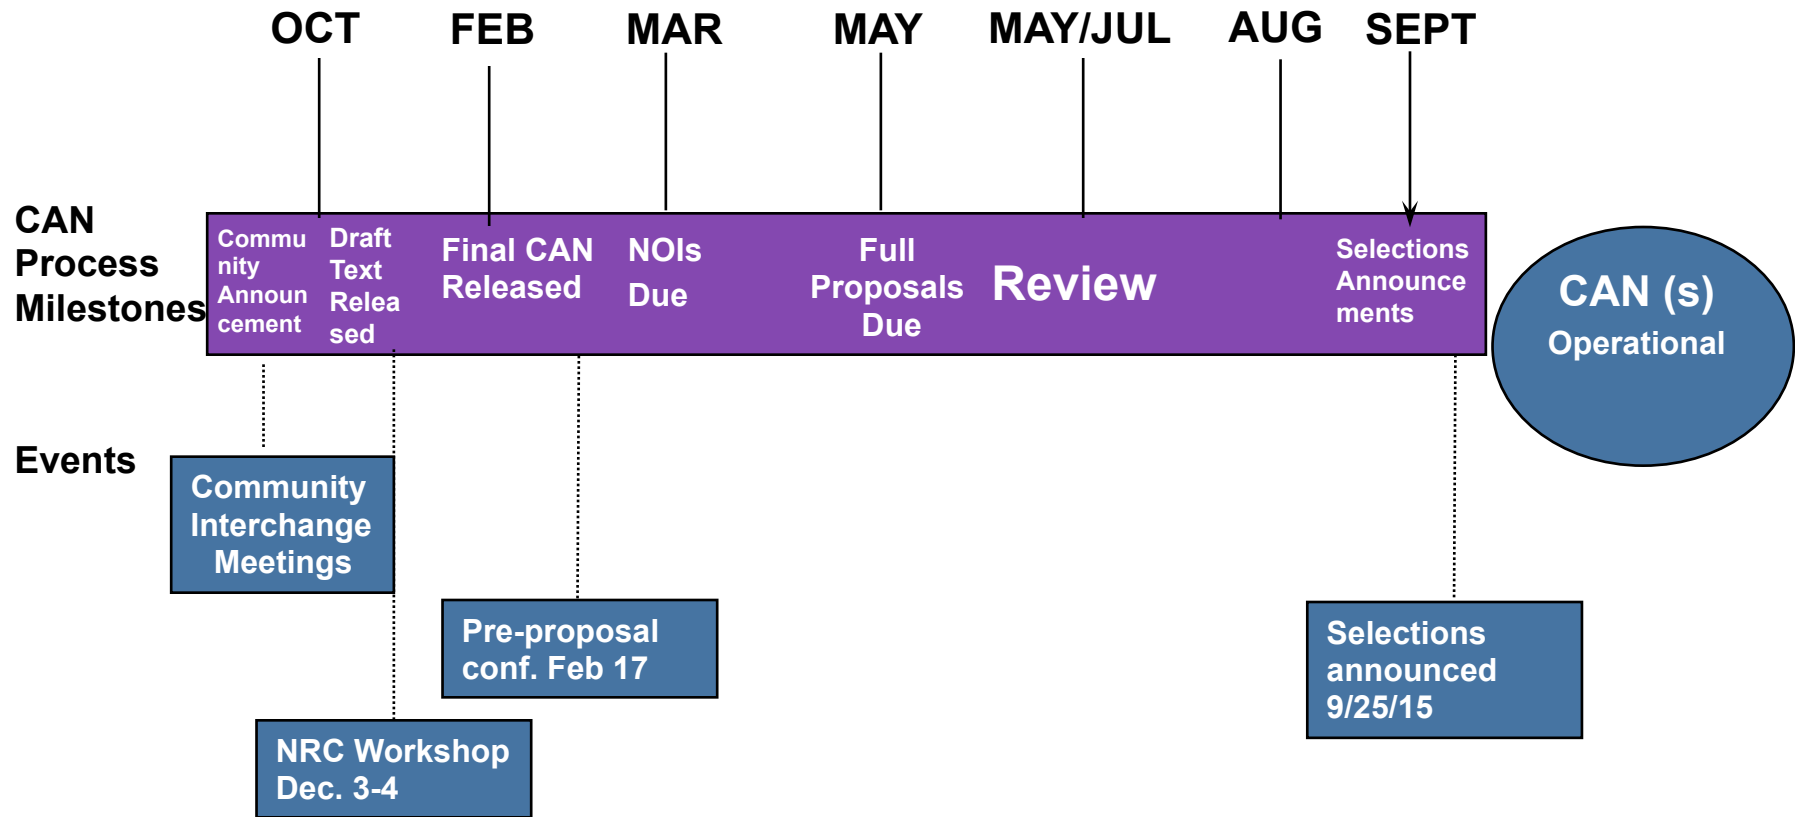 OCT
FEB
MAR
MAY
MAY/JUL
AUG
SEPT
CAN
Process
Milestones
Commu
nity
Announ
cement
Draft
Text
Relea
sed
Final CAN
Released
NOIs
Due
Full
Proposals
Due
Review
Selections
Announce
ments
CAN (s)
Operational
Events
Community
Interchange
Meetings
Pre-proposal
conf. Feb 17
Selections
announced
9/25/15
NRC Workshop
Dec. 3-4